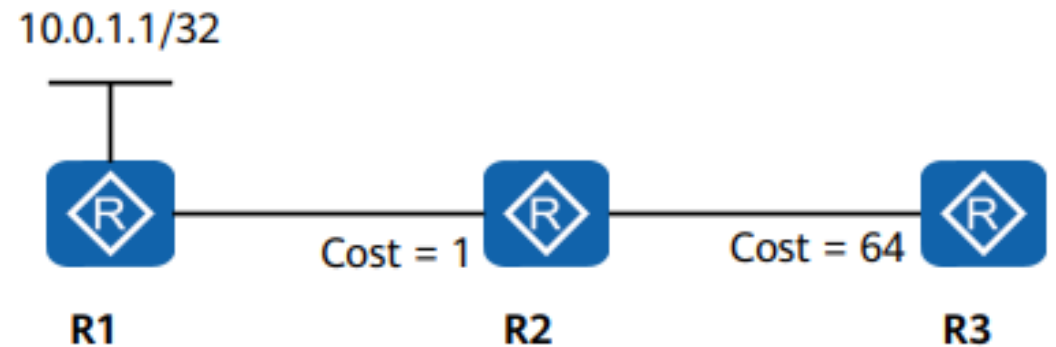 10.0.1.1/32
R
R
R
Cost = 1
Cost = 64
R1
R2
R3